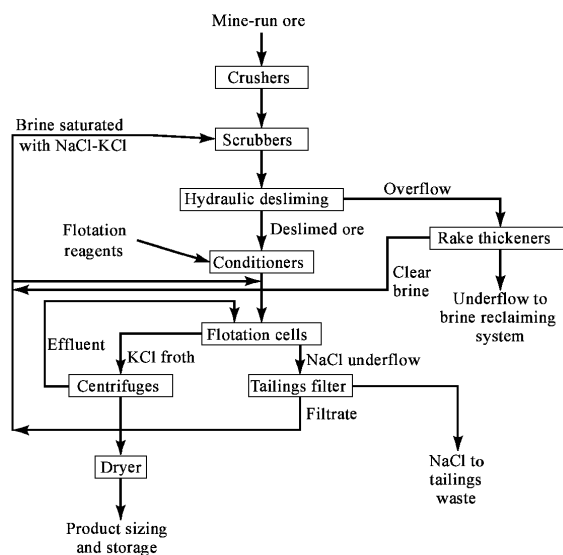 Mine-run ore
Crushers
Brine saturated
with NaCl-KCl
Scrubbers
Hydraulic desliming
Overflow
Flotation
reagents
Deslimed ore
Rake thickeners
Conditioners
Clear
brine
Underflow to
brine reclaiming
system
Flotation cells
Effluent
KCl froth
NaCl underflow
Centrifuges
Tailings filter
Filtrate
Dryer
NaCl to
tailings
waste
Product sizing
and storage